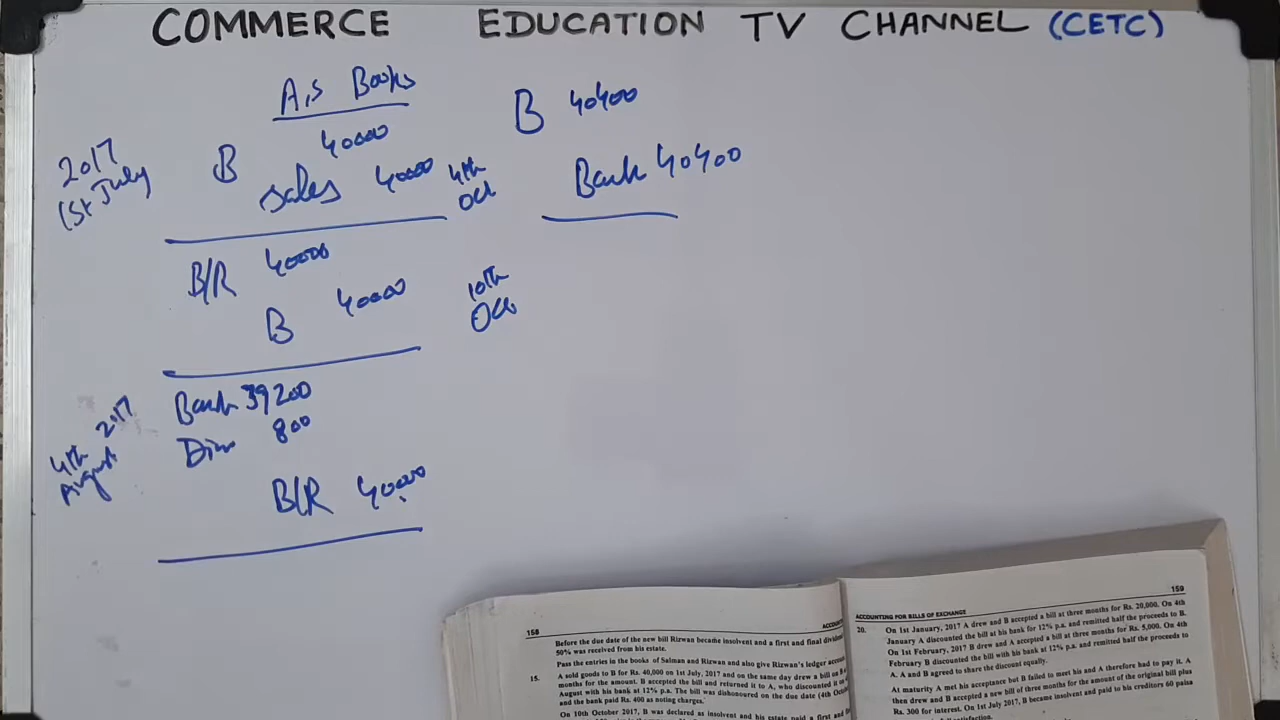 COMMERCE EDUCATION TV CHANNEL (CETC)
A,s Books
2017
1st July
B 40000
Sales 40000
B/R 40000
B 40000
4th August 2017
Bank 39200
Dis 800
B/R 40000
4th Oct
B 40400
Bank 40400
10th Oct
158
Before the due date of the new bill Rizwan became insolvent and a first and final
50% was received from his estate.
Pass the entries in the books of Salman and Rizwan and also give Rizwan's ledger
15. A sold goods to B for Rs. 40,000 on 1st July, 2017 and on the same day drew a bill on
months for the amount. B accepted the bill and returned it to A, who discounted it
August with his bank at 12% p.a. The bill was dishonoured on the due date (4th
and the bank paid Rs. 400 as noting charges.
On 10th October 2017, B was declared as insolvent and his estate paid a first and
ACCOUNTING FOR BILLS OF EXCHANGE 159
20. On 1st January, 2017 A drew and B accepted a bill at three months for Rs. 20,000. On 4th
January A discounted the bill at his bank for 12% p.a. and remitted half the proceeds to B.
On 1st February, 2017 B drew and A accepted a bill at three months for Rs. 5,000. On 4th
February B discounted the bill with his bank at 12% p.a. and remitted half the proceeds to
A. A and B agreed to share the discount equally.
At maturity A met his acceptance but B failed to meet his and A therefore had to pay it. A
then drew and B accepted a new bill of three months for the amount of the original bill plus
Rs. 300 for interest. On 1st July, 2017 B became insolvent and paid to his creditors 60 paisa